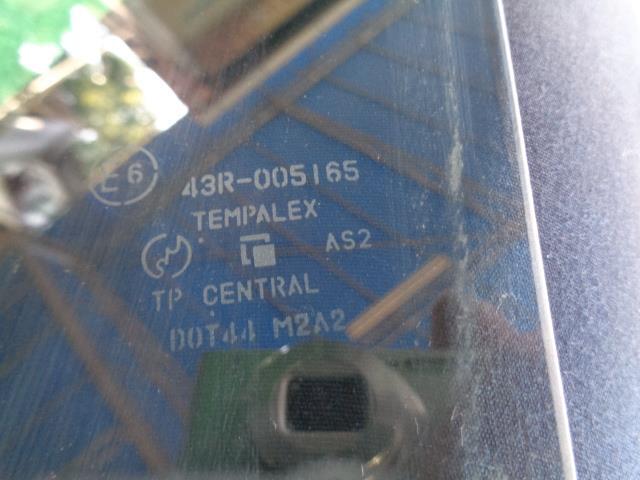 E6 43R-005165
TEMPALEX
AS2
TP CENTRAL
DOT44 M2A2